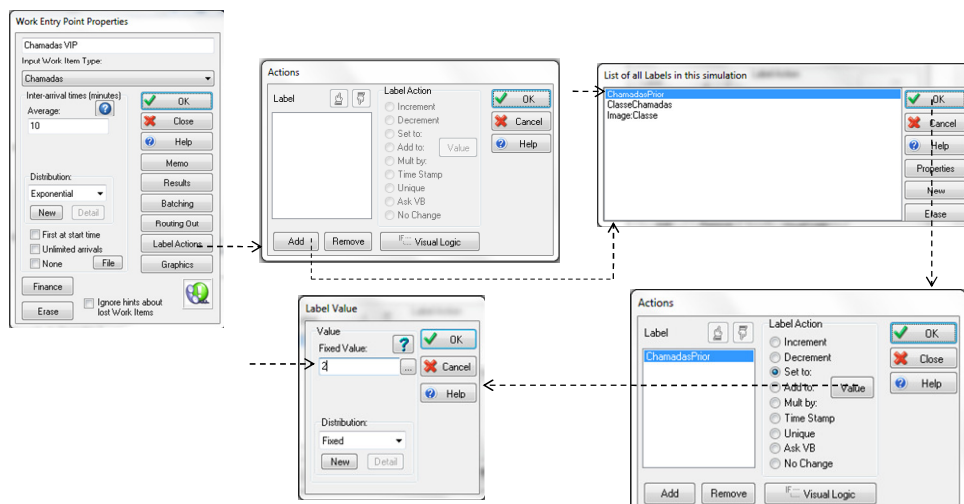 Work Entry Point Properties
Chamadas VIP
Input Work Item Type:
Chamadas
Inter-arrival times (minutes)
Average:
10
Distribution:
Exponential
New
Detail
First at start time
Unlimited arrivals
None
File
OK
Close
Help
Memo
Results
Batching
Routing Out
Label Actions
Graphics
Finance
Erase
Ignore hints about
lost Work Items
Actions
Label
Label Action
Increment
Decrement
Set to:
Add to:
Value
Mult by:
Time Stamp
Unique
Ask VB
No Change
OK
Cancel
Help
Add
Remove
IF
Visual Logic
List of all Labels in this simulation
ChamadasPrior
ClasseChamadas
Image:Classe
OK
Cancel
Help
Properties
New
Erase
Label Value
Value
Fixed Value:
2
...
OK
Cancel
Help
Distribution:
Fixed
New
Detail
Actions
Label
ChamadasPrior
Label Action
Increment
Decrement
Set to:
Add to:
Value
Mult by:
Time Stamp
Unique
Ask VB
No Change
OK
Close
Help
Add
Remove
IF
Visual Logic